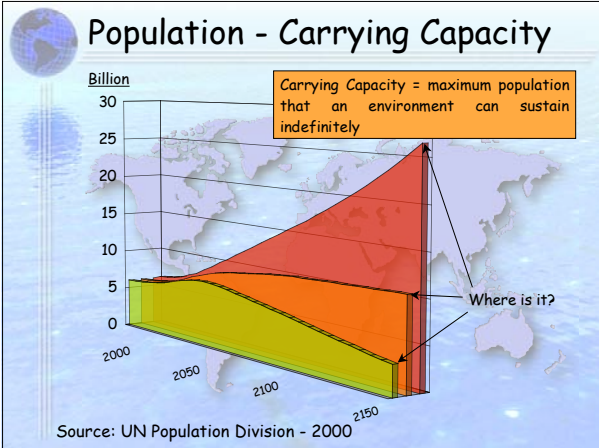 Population - Carrying Capacity
Billion
Carrying Capacity = maximum population
that an environment can sustain
indefinitely
30
25
20
15
10
5
0
Where is it?
2000
2050
2100
2150
Source: UN Population Division - 2000